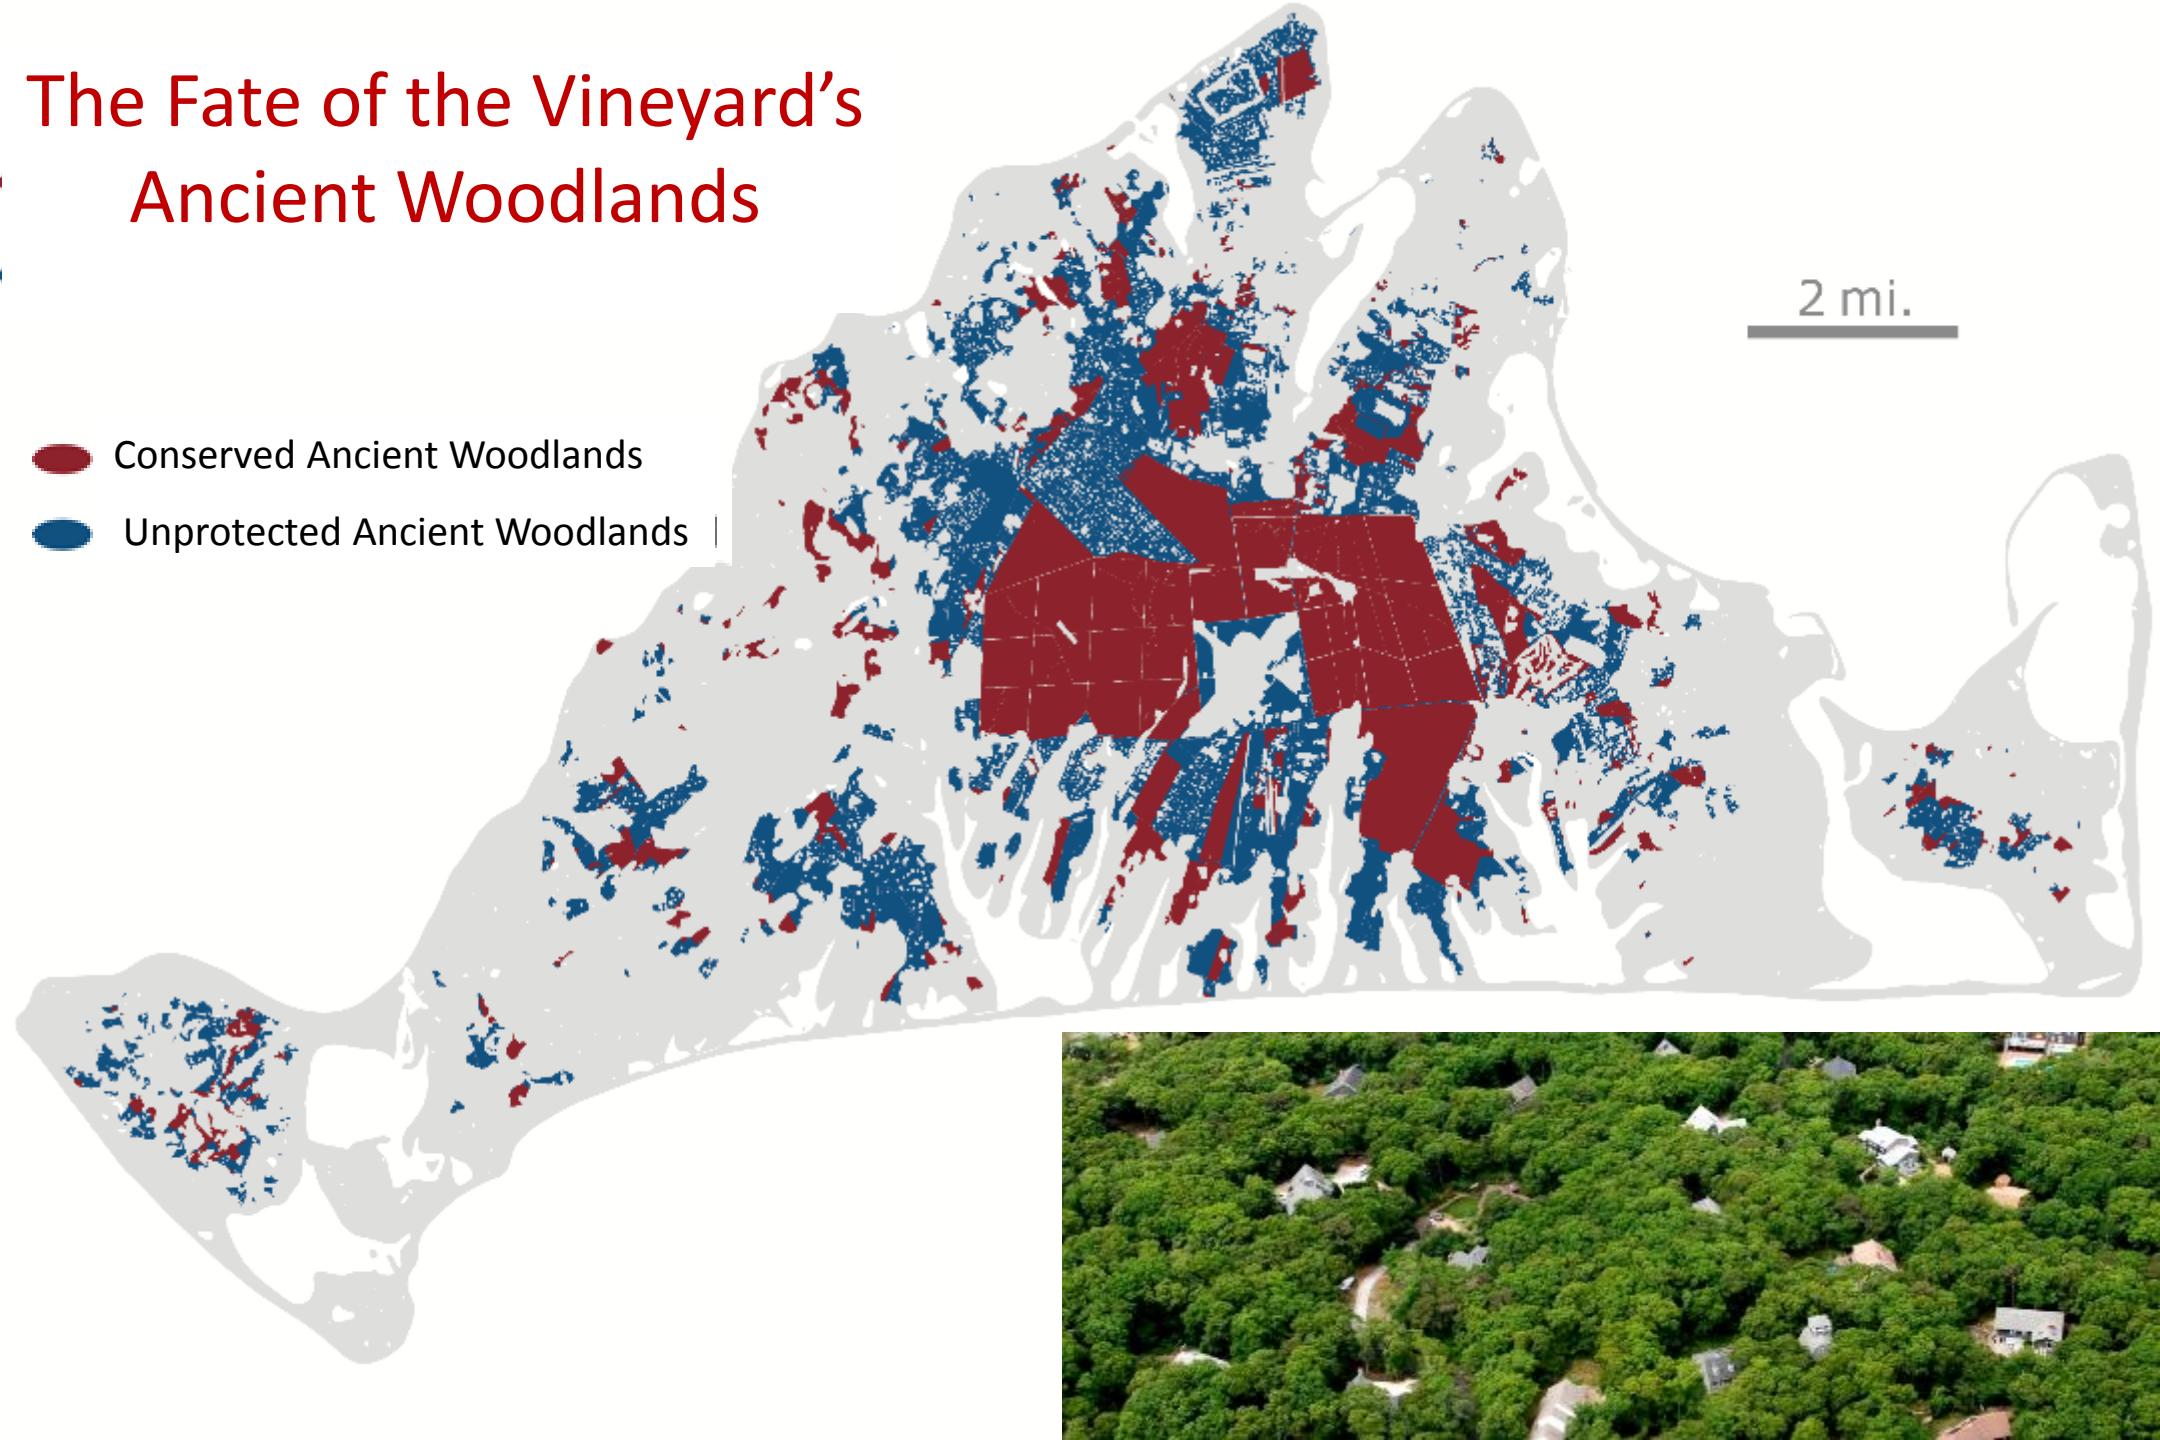 The Fate of the Vineyard’s
Ancient Woodlands
2 mi.
Conserved Ancient Woodlands
Unprotected Ancient Woodlands